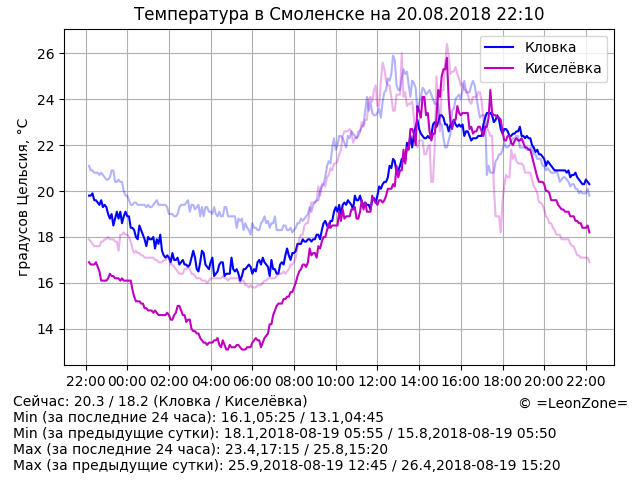 Температура в Смоленске на 20.08.2018 22:10
26
24
22
20
18
16
14
градусов Цельсия, °C
Кловка
Киселёвка
22:00 00:00 02:00 04:00 06:00 08:00 10:00 12:00 14:00 16:00 18:00 20:00 22:00
Сейчас: 20.3 / 18.2 (Кловка / Киселёвка)
© =LeonZone=
Min (за последние 24 часа): 16.1,05:25 / 13.1,04:45
Min (за предыдущие сутки): 18.1,2018-08-19 05:55 / 15.8,2018-08-19 05:50
Max (за последние 24 часа): 23.4,17:15 / 25.8,15:20
Max (за предыдущие сутки): 25.9,2018-08-19 12:45 / 26.4,2018-08-19 15:20